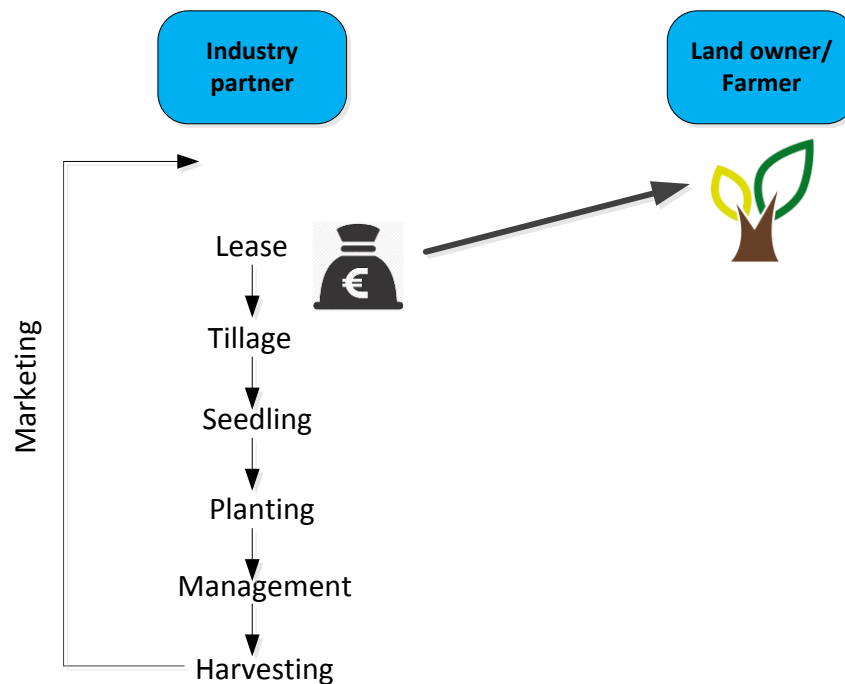 Industry
partner
Land owner/
Farmer
Lease
€
Tillage
Seedling
Planting
Management
Harvesting
Marketing